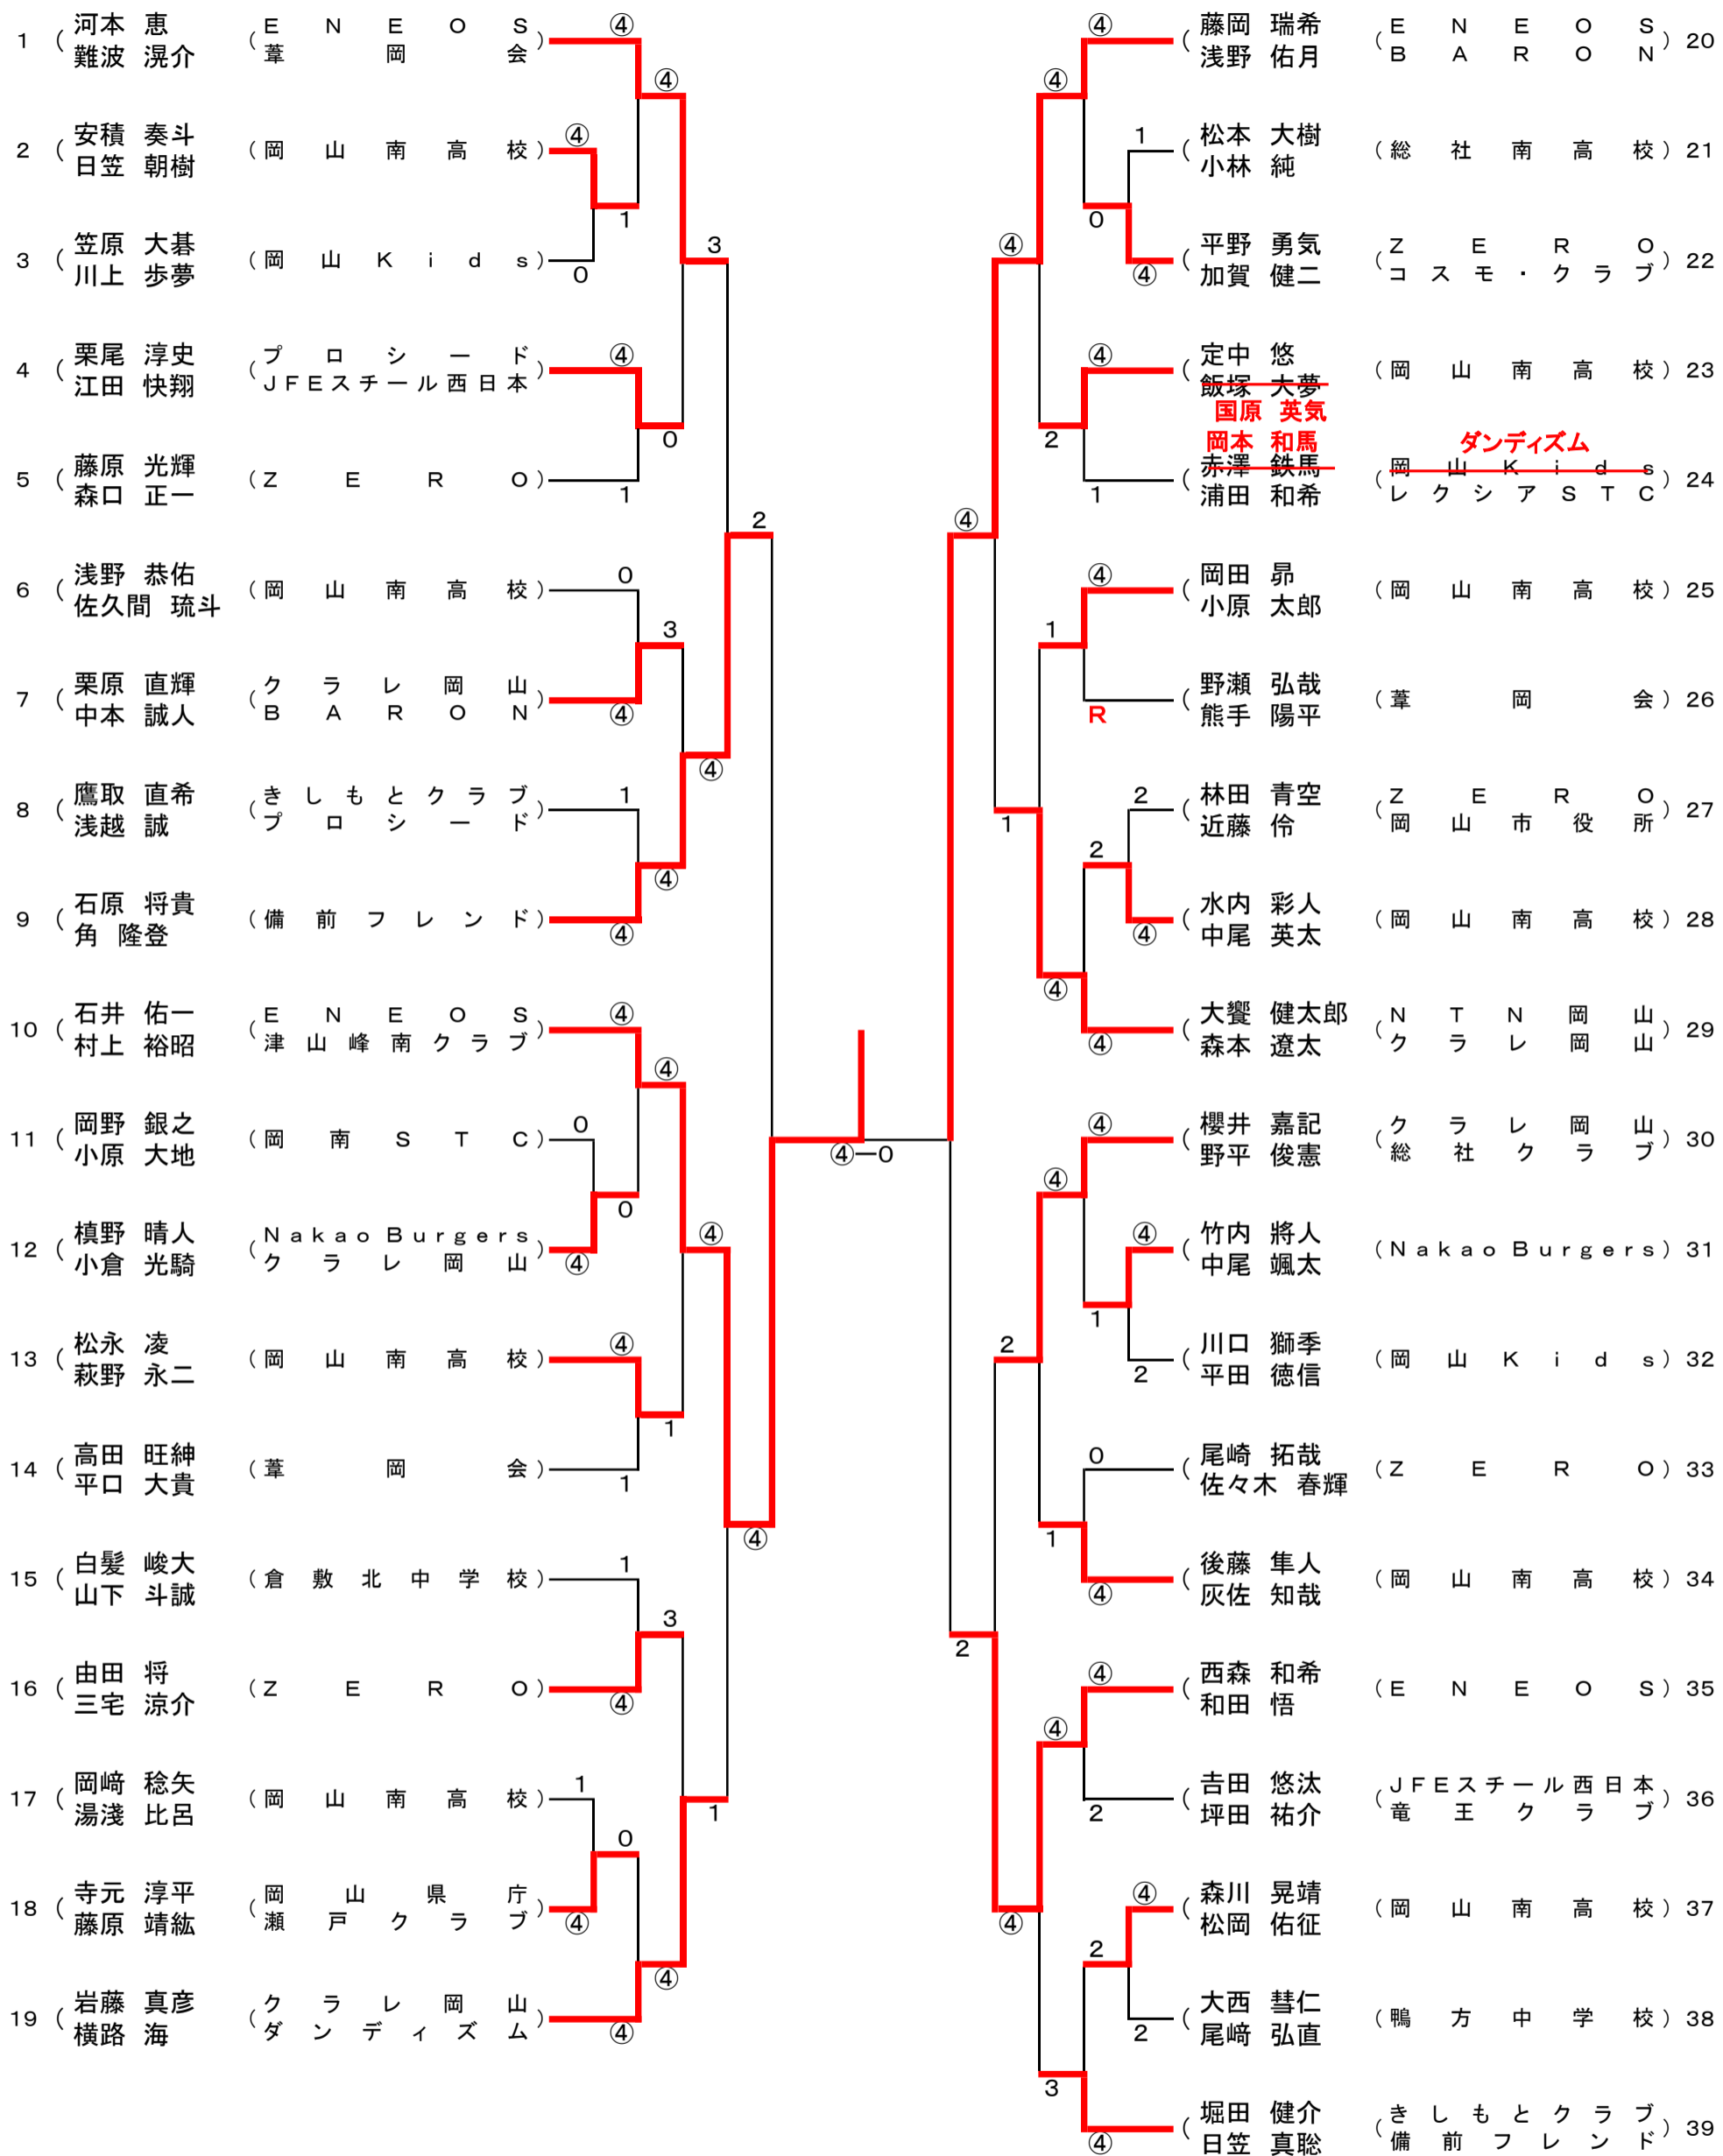 1 ( 河本 恵 ( ENEOS ) ④
難波 滉介 葦岡会
2 ( 安積 奏斗 ( 岡山南高校 ) ④
日笠 朝樹
1
3 ( 笠原 大碁 ( 岡山Kids ) 0
川上 歩夢
4 ( 栗尾 淳史 ( プロシード ) ④
江田 快翔 JFEスチール西日本
0
5 ( 藤原 光輝 ( ZERO ) 1
森口 正一
6 ( 浅野 恭佑 ( 岡山南高校 ) 0
佐久間 琉斗
3
7 ( 栗原 直輝 ( クラレ岡山 ) ④
中本 誠人 BARON
④
8 ( 鷹取 直希 ( きしもとクラブ ) 1
浅越 誠 プロシード
④
9 ( 石原 将貴 ( 備前フレンド ) ④
角 隆登
10 ( 石井 佑一 ( ENEOS ) ④
村上 裕昭 津山峰南クラブ
④
11 ( 岡野 銀之 ( 岡南STC ) 0
小原 大地
0
12 ( 槙野 晴人 ( Nakao Burgers ) ④
小倉 光騎 クラレ岡山
④
13 ( 松永 凌 ( 岡山南高校 ) ④
萩野 永二
1
14 ( 高田 旺紳 ( 葦岡会 ) 1
平口 大貴
④
15 ( 白髪 峻大 ( 倉敷北中学校 ) 1
山下 斗誠
3
16 ( 由田 将 ( ZERO ) ④
三宅 涼介
17 ( 岡﨑 稔矢 ( 岡山南高校 ) 1
湯淺 比呂
1
0
18 ( 寺元 淳平 ( 岡山県庁 ) ④
藤原 靖紘 瀬戸クラブ
④
19 ( 岩藤 真彦 ( クラレ岡山 ) ④
横路 海 ダンディズム
④
3
2
④－0
④ ( 藤岡 瑞希 ( ENEOS ) 20
浅野 佑月 BARON
④
1 ( 松本 大樹 ( 総社南高校 ) 21
小林 純
0
④
④ ( 平野 勇気 ( ZERO ) 22
加賀 健二 コスモ・クラブ
④ ( 定中 悠 ( 岡山南高校 ) 23
飯塚 大夢
国原 英気
2
岡本 和馬 ダンディズム
1 ( 赤澤 鉄馬 ( 岡山Kids ) 24
浦田 和希 レクシアSTC
④
④ ( 岡田 昴 ( 岡山南高校 ) 25
小原 太郎
1
R ( 野瀬 弘哉 ( 葦岡会 ) 26
熊手 陽平
1
2 ( 林田 青空 ( ZERO ) 27
近藤 伶 岡山市役所
2
④ ( 水内 彩人 ( 岡山南高校 ) 28
中尾 英太
④
④ ( 大饗 健太郎 ( NTN岡山 ) 29
森本 遼太 クラレ岡山
④ ( 櫻井 嘉記 ( クラレ岡山 ) 30
野平 俊憲 総社クラブ
④
④ ( 竹内 將人 ( Nakao Burgers ) 31
中尾 颯太
1
2
2 ( 川口 獅季 ( 岡山Kids ) 32
平田 徳信
0 ( 尾崎 拓哉 ( ZERO ) 33
佐々木 春輝
1
④ ( 後藤 隼人 ( 岡山南高校 ) 34
灰佐 知哉
2
④ ( 西森 和希 ( ENEOS ) 35
和田 悟
④
2 ( 吉田 悠汰 ( JFEスチール西日本 ) 36
坪田 祐介 竜王クラブ
④
④ ( 森川 晃靖 ( 岡山南高校 ) 37
松岡 佑征
2
2 ( 大西 彗仁 ( 鴨方中学校 ) 38
尾﨑 弘直
3
④ ( 堀田 健介 ( きしもとクラブ ) 39
日笠 真聡 備前フレンド